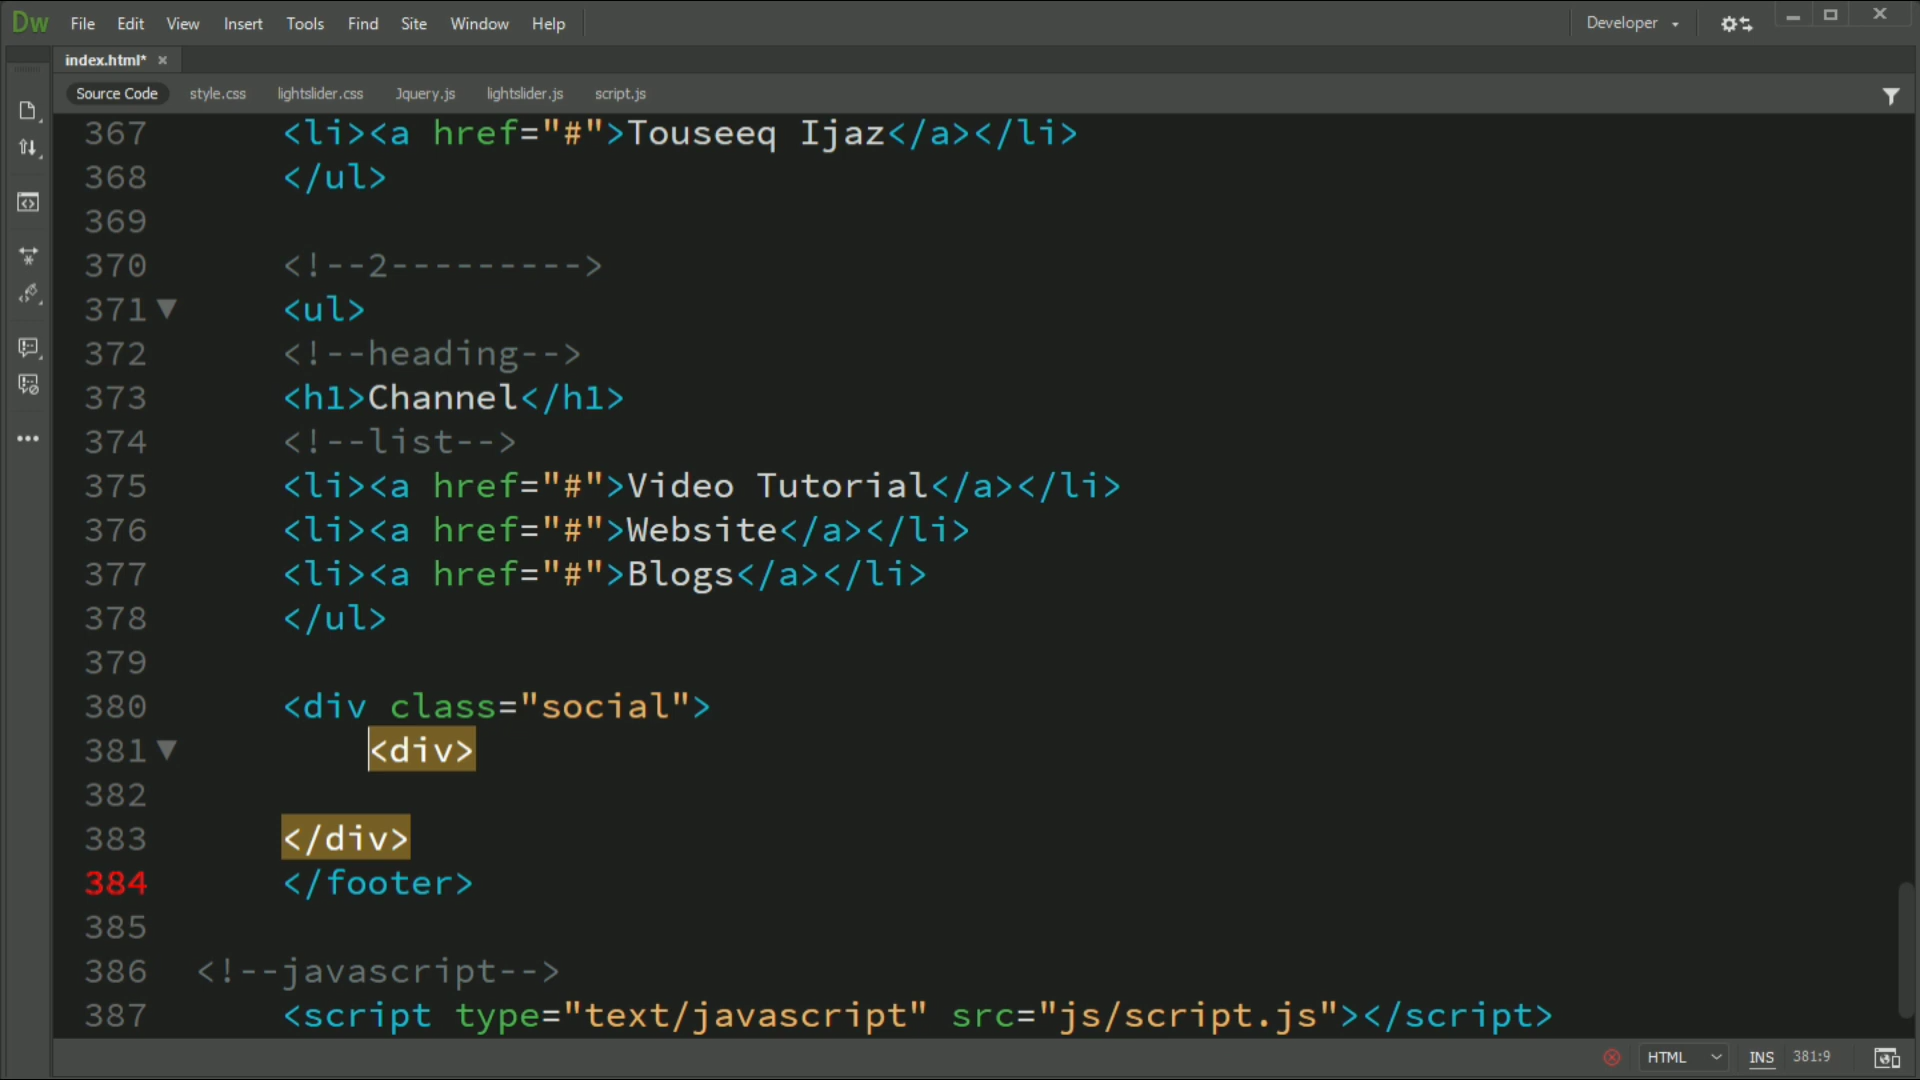 Dw File Edit View Insert Tools Find Site Window Help Developer
index.html* ×
Source Code style.css lightslider.css Jquery.js lightslider.js script.js
367 <li><a href="#">Touseeq Ijaz</a></li>
368 </ul>
369
370 <!--2--------->
371 <ul>
372 <!--heading-->
373 <h1>Channel</h1>
374 <!--list-->
375 <li><a href="#">Video Tutorial</a></li>
376 <li><a href="#">Website</a></li>
377 <li><a href="#">Blogs</a></li>
378 </ul>
379
380 <div class="social">
381 <div>
382
383 </div>
384 </footer>
385
386 <!--javascript-->
387 <script type="text/javascript" src="js/script.js"></script>
HTML INS 381:9